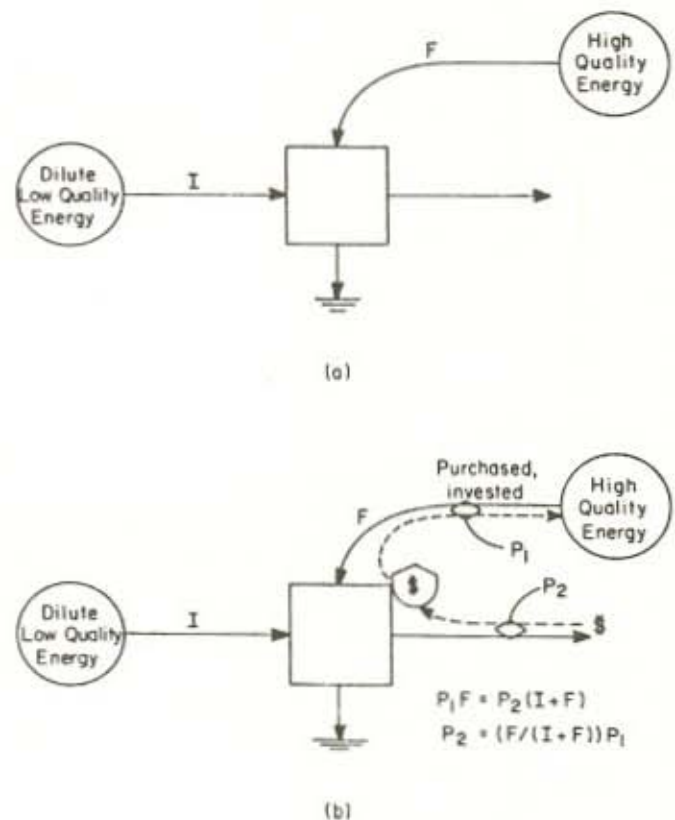 F
High
Quality
Energy
Dilute
Low Quality
Energy
I
(a)
Purchased,
invested
F
High
Quality
Energy
P₁
$
P₂
Dilute
Low Quality
Energy
I
$
P₁F = P₂(I+F)
P₂ = (F/(I+F))P₁
(b)